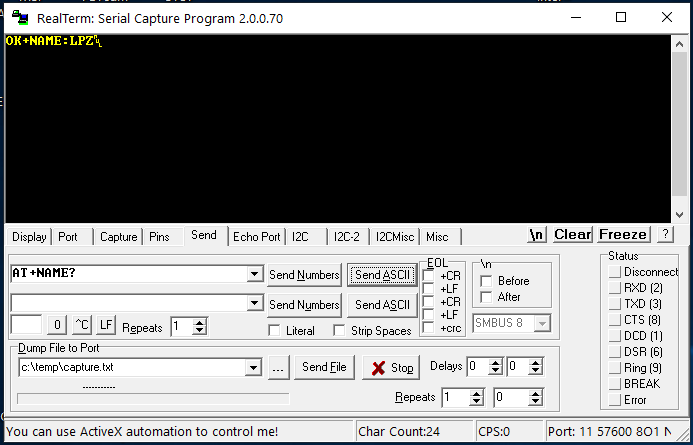 RealTerm: Serial Capture Program 2.0.0.70
OK+NAME:LPZ
Display Port Capture Pins Send Echo Port I2C I2C-2 I2CMisc Misc \n Clear Freeze ?
AT+NAME?
Send Numbers Send ASCII
Send Numbers Send ASCII
0 ^C LF Repeats 1 Literal Strip Spaces
EOL
+CR
+LF
+CR
+LF
+crc
\n
Before
After
SMBUS 8
Dump File to Port
c:\temp\capture.txt ... Send File Stop Delays 0 0
Repeats 1 0
Status
Disconnect
RXD (2)
TXD (3)
CTS (8)
DCD (1)
DSR (6)
Ring (9)
BREAK
Error
You can use ActiveX automation to control me! Char Count:24 CPS:0 Port: 11 57600 8O1 N